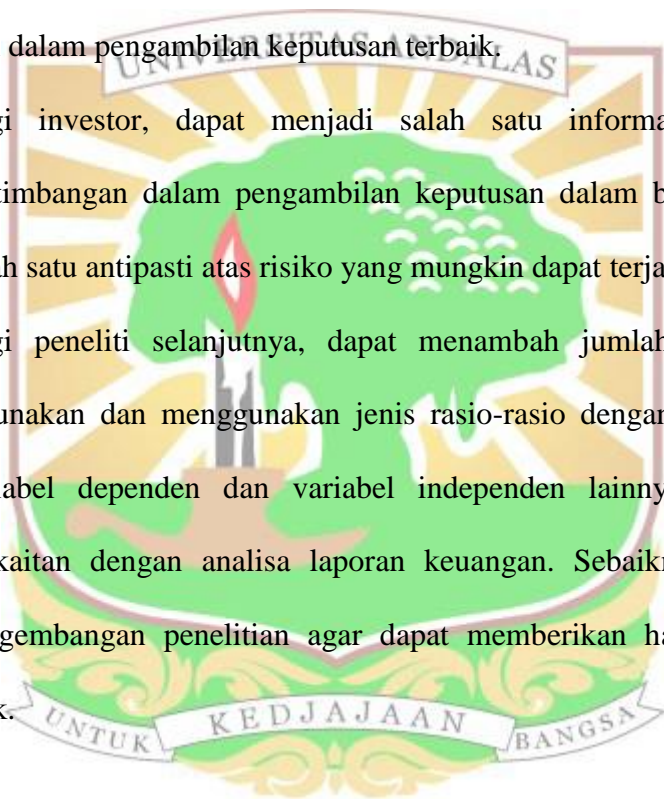 dalam pengambilan keputusan terbaik.
UNIVERSITAS ANDALAS
gi investor, dapat menjadi salah satu informa
timbangan dalam pengambilan keputusan dalam b
ah satu antipasti atas risiko yang mungkin dapat terja
gi peneliti selanjutnya, dapat menambah jumlah
unakan dan menggunakan jenis rasio-rasio dengan
iabel dependen dan variabel independen lainny
kaitan dengan analisa laporan keuangan. Sebaikn
gembangan penelitian agar dapat memberikan ha
k.
UNTUK KEDJAJAAN BANGSA